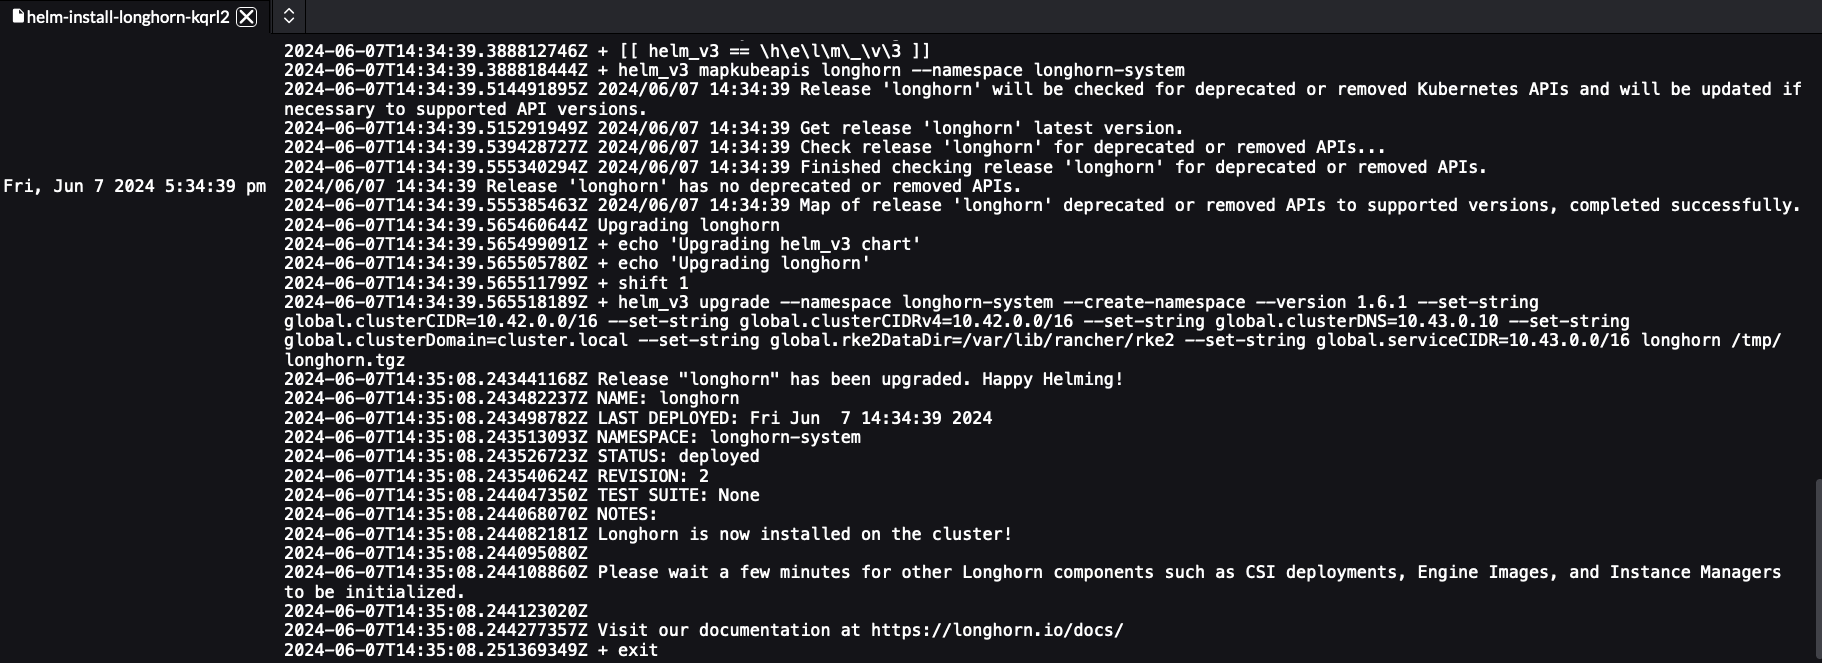 helm-install-longhorn-kqrl2
2024-06-07T14:34:39.388812746Z + [[ helm_v3 == \h\e\l\m\_\v\3 ]]
2024-06-07T14:34:39.388818444Z + helm_v3 mapkubeapis longhorn --namespace longhorn-system
2024-06-07T14:34:39.514491895Z 2024/06/07 14:34:39 Release 'longhorn' will be checked for deprecated or removed Kubernetes APIs and will be updated if
necessary to supported API versions.
2024-06-07T14:34:39.515291949Z 2024/06/07 14:34:39 Get release 'longhorn' latest version.
2024-06-07T14:34:39.539428727Z 2024/06/07 14:34:39 Check release 'longhorn' for deprecated or removed APIs...
2024-06-07T14:34:39.555340294Z 2024/06/07 14:34:39 Finished checking release 'longhorn' for deprecated or removed APIs.
Fri, Jun 7 2024 5:34:39 pm 2024/06/07 14:34:39 Release 'longhorn' has no deprecated or removed APIs.
2024-06-07T14:34:39.555385463Z 2024/06/07 14:34:39 Map of release 'longhorn' deprecated or removed APIs to supported versions, completed successfully.
2024-06-07T14:34:39.565460644Z Upgrading longhorn
2024-06-07T14:34:39.565499091Z + echo 'Upgrading helm_v3 chart'
2024-06-07T14:34:39.565505780Z + echo 'Upgrading longhorn'
2024-06-07T14:34:39.565511799Z + shift 1
2024-06-07T14:34:39.565518189Z + helm_v3 upgrade --namespace longhorn-system --create-namespace --version 1.6.1 --set-string
global.clusterCIDR=10.42.0.0/16 --set-string global.clusterCIDRv4=10.42.0.0/16 --set-string global.clusterDNS=10.43.0.10 --set-string
global.clusterDomain=cluster.local --set-string global.rke2DataDir=/var/lib/rancher/rke2 --set-string global.serviceCIDR=10.43.0.0/16 longhorn /tmp/
longhorn.tgz
2024-06-07T14:35:08.243441168Z Release "longhorn" has been upgraded. Happy Helming!
2024-06-07T14:35:08.243482237Z NAME: longhorn
2024-06-07T14:35:08.243498782Z LAST DEPLOYED: Fri Jun  7 14:34:39 2024
2024-06-07T14:35:08.243513093Z NAMESPACE: longhorn-system
2024-06-07T14:35:08.243526723Z STATUS: deployed
2024-06-07T14:35:08.243540624Z REVISION: 2
2024-06-07T14:35:08.244047350Z TEST SUITE: None
2024-06-07T14:35:08.244068070Z NOTES:
2024-06-07T14:35:08.244082181Z Longhorn is now installed on the cluster!
2024-06-07T14:35:08.244095080Z
2024-06-07T14:35:08.244108860Z Please wait a few minutes for other Longhorn components such as CSI deployments, Engine Images, and Instance Managers
to be initialized.
2024-06-07T14:35:08.244123020Z
2024-06-07T14:35:08.244277357Z Visit our documentation at https://longhorn.io/docs/
2024-06-07T14:35:08.251369349Z + exit